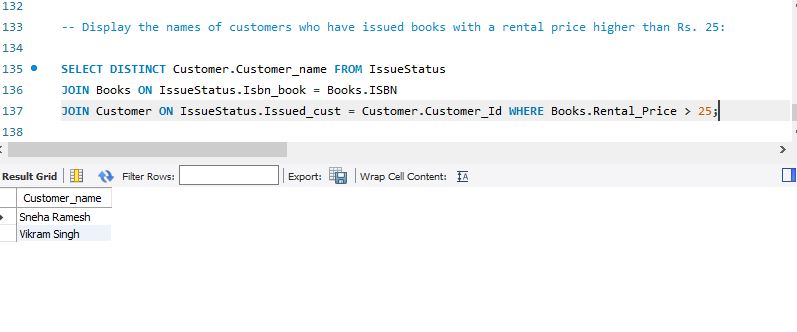 132
133 -- Display the names of customers who have issued books with a rental price higher than Rs. 25:
134
135 SELECT DISTINCT Customer.Customer_name FROM IssueStatus
136 JOIN Books ON IssueStatus.Isbn_book = Books.ISBN
137 JOIN Customer ON IssueStatus.Issued_cust = Customer.Customer_Id WHERE Books.Rental_Price > 25;
138
Result Grid Filter Rows: Export: Wrap Cell Content: IA
Customer_name
Sneha Ramesh
Vikram Singh